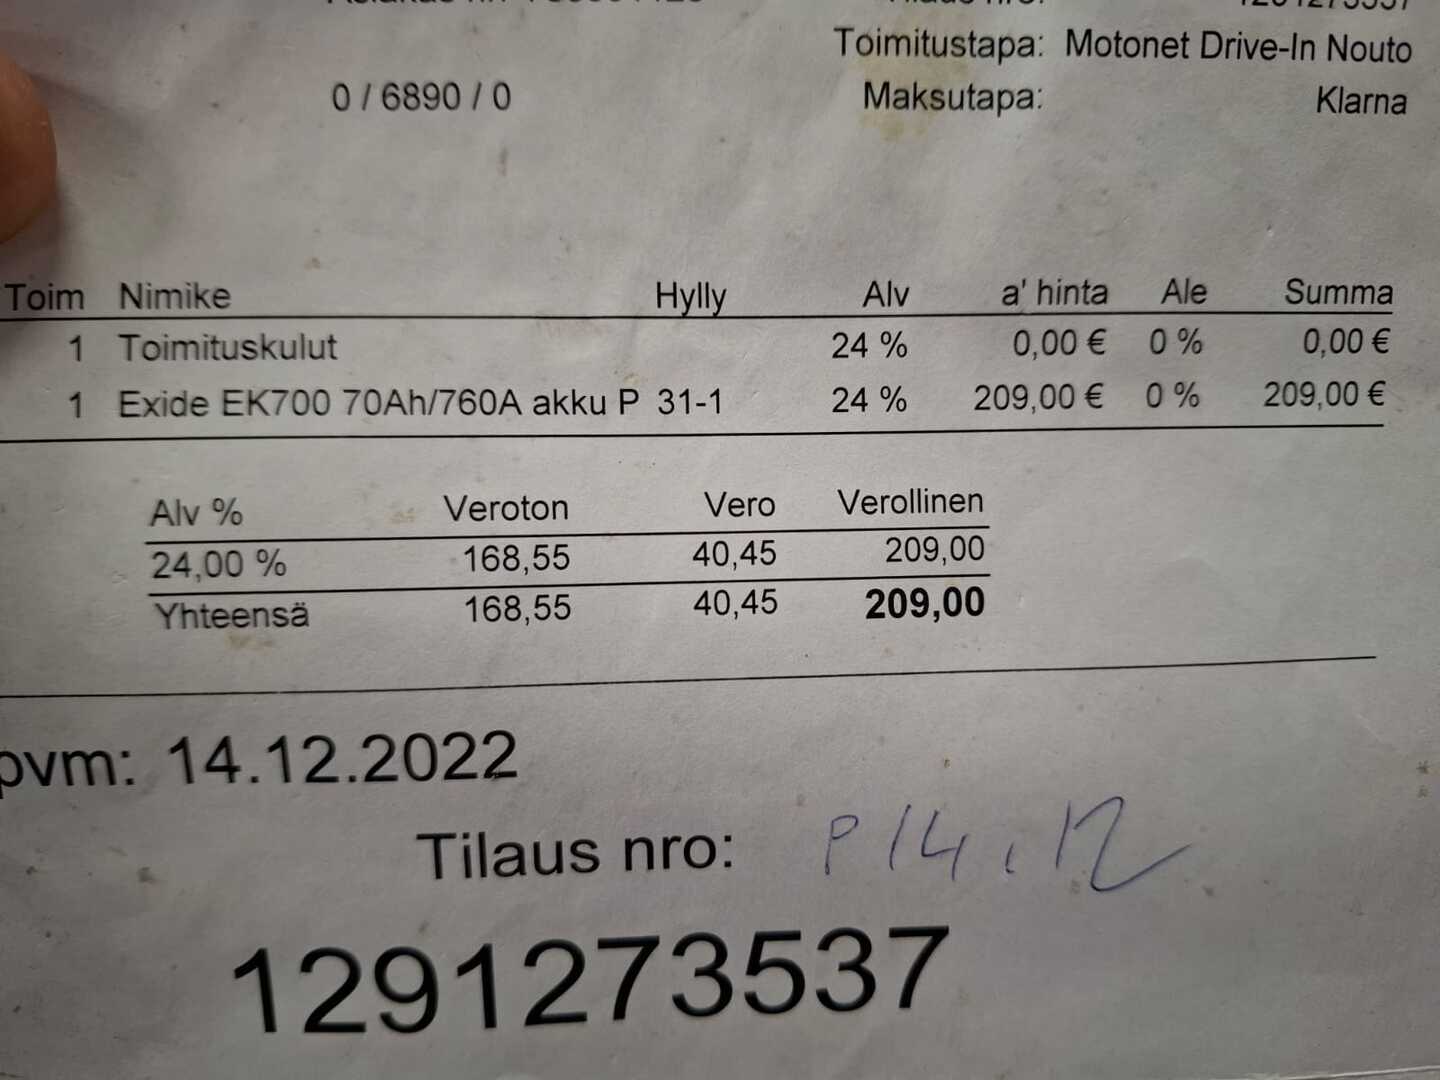 Toimitustapa: Motonet Drive-In Nouto
0 / 6890 / 0 Maksutapa: Klarna
Toim Nimike Hylly Alv a' hinta Ale Summa
1 Toimituskulut 24 % 0,00 € 0 % 0,00 €
1 Exide EK700 70Ah/760A akku P 31-1 24 % 209,00 € 0 % 209,00 €
Alv % Veroton Vero Verollinen
24,00 % 168,55 40,45 209,00
Yhteensä 168,55 40,45 209,00
pvm: 14.12.2022
Tilaus nro: P 14.12
1291273537